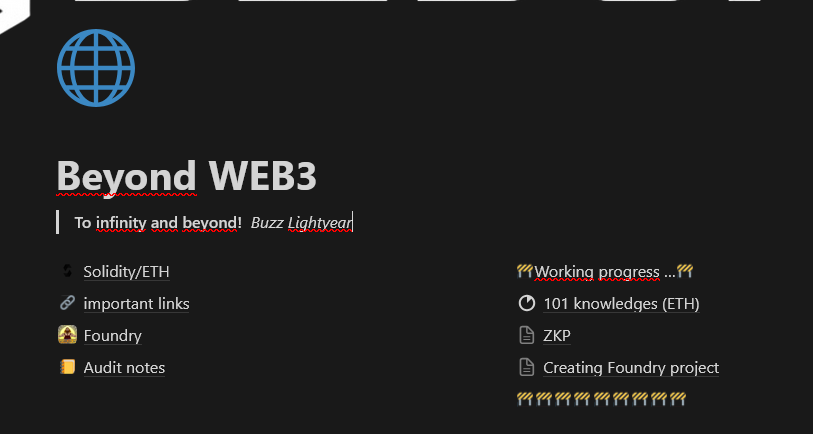 Beyond WEB3
To infinity and beyond! Buzz Lightyear
Solidity/ETH
important links
Foundry
Audit notes
🚧Working progress ...🚧
101 knowledges (ETH)
ZKP
Creating Foundry project
🚧🚧🚧🚧🚧🚧🚧🚧🚧